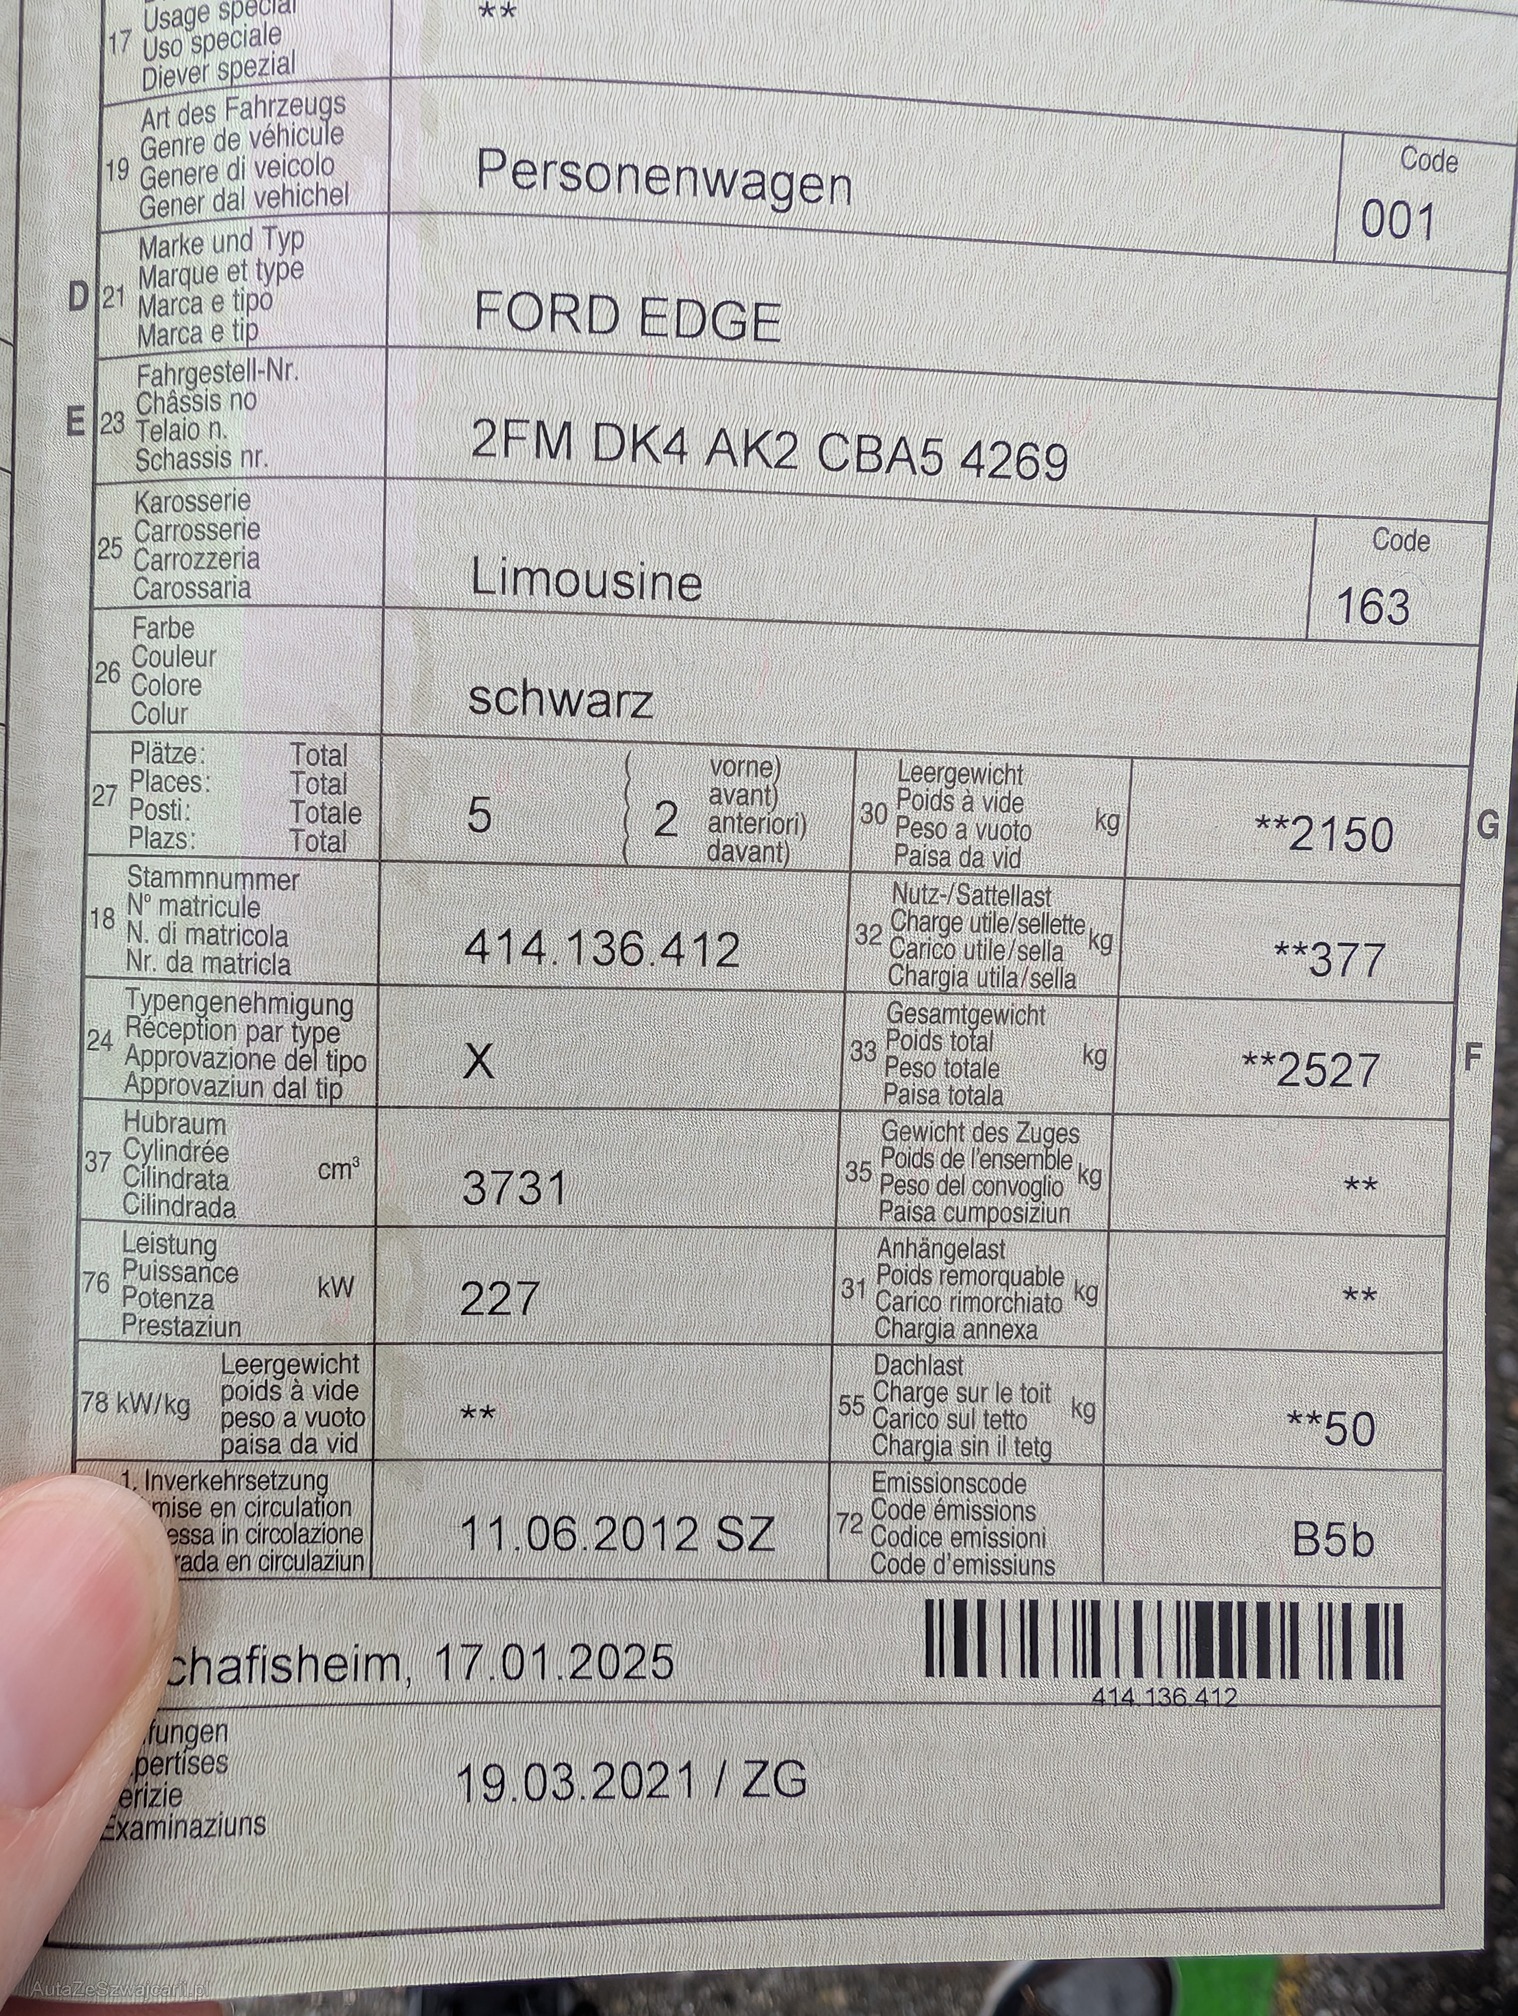 Usage spécial **
17 Uso speciale
Diever spezial
Art des Fahrzeugs
Genre de véhicule
19 Genere di veicolo
Gener dal vehichel
Personenwagen
Code
001
Marke und Typ
Marque et type
D 21 Marca e tipo
Marca e tip
FORD EDGE
Fahrgestell-Nr.
Châssis no
E 23 Telaio n.
Schassis nr.
2FM DK4 AK2 CBA5 4269
Karosserie
Carrosserie
25 Carrozzeria
Carossaria
Limousine
Code
163
Farbe
Couleur
26 Colore
Colur
schwarz
Plätze: Total
Places: Total
27 Posti: Totale
Plazs: Total
5
2
vorne)
avant)
anteriori)
davant)
Leergewicht
Poids à vide
30 Peso a vuoto kg
Paisa da vid
**2150
G
Stammnummer
N° matricule
18 N. di matricola
Nr. da matricla
414.136.412
Nutz-/Sattellast
Charge utile/sellette
32 Carico utile/sella kg
Chargia utila/sella
**377
Typengenehmigung
Réception par type
24 Approvazione del tipo
Approvaziun dal tip
X
Gesamtgewicht
Poids total
33 Peso totale kg
Paisa totala
**2527
F
Hubraum
Cylindrée
37 Cilindrata cm³
Cilindrada
3731
Gewicht des Zuges
Poids de l'ensemble
35 Peso del convoglio kg
Paisa cumposiziun
**
Leistung
Puissance
76 Potenza kW
Prestaziun
227
Anhängelast
Poids remorquable
31 Carico rimorchiato kg
Chargia annexa
**
Leergewicht
78 kW/kg poids à vide
peso a vuoto
paisa da vid
**
Dachlast
Charge sur le toit
55 Carico sul tetto kg
Chargia sin il tetg
**50
1. Inverkehrsetzung
mise en circulation
essa in circolazione
rada en circulaziun
11.06.2012 SZ
Emissionscode
Code émissions
72 Codice emissioni
Code d'emissiuns
B5b
chafisheim, 17.01.2025
414.136.412
fungen
pertises
erizie
Examinaziuns
19.03.2021 / ZG
AutaZeSzwajcarii.pl